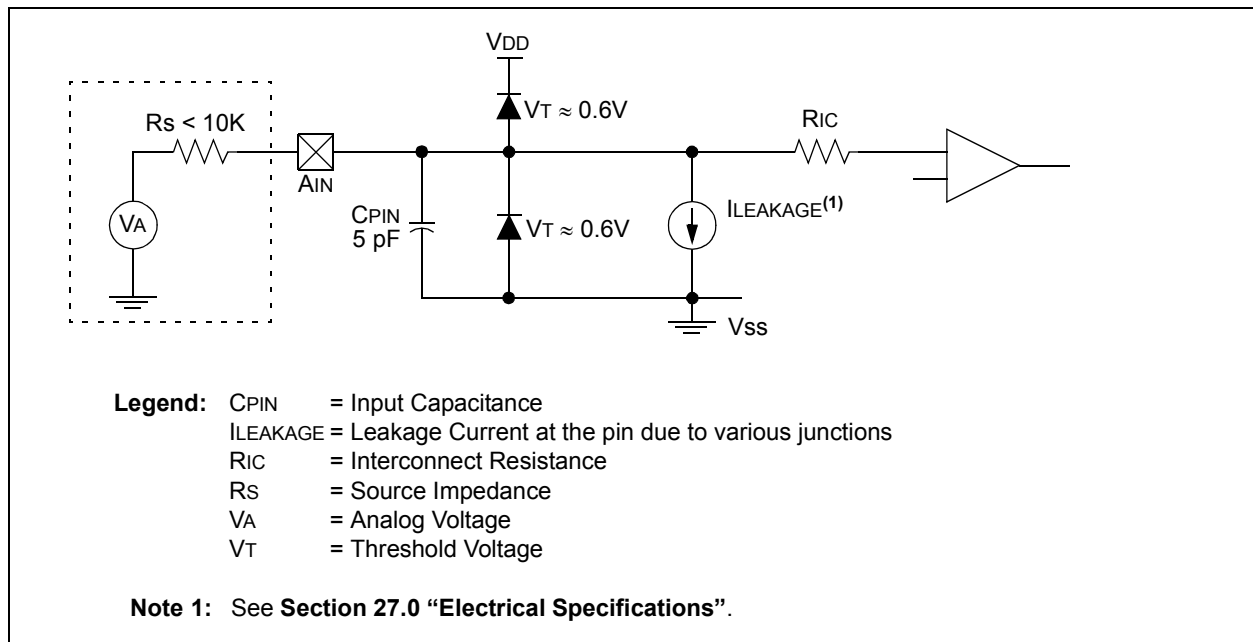 VDD
VT ≈ 0.6V
RS < 10K
RIC
AIN
VA
CPIN
5 pF
VT ≈ 0.6V
ILEAKAGE(1)
VSS
Legend: CPIN = Input Capacitance
ILEAKAGE = Leakage Current at the pin due to various junctions
RIC = Interconnect Resistance
RS = Source Impedance
VA = Analog Voltage
VT = Threshold Voltage
Note 1: See Section 27.0 “Electrical Specifications”.